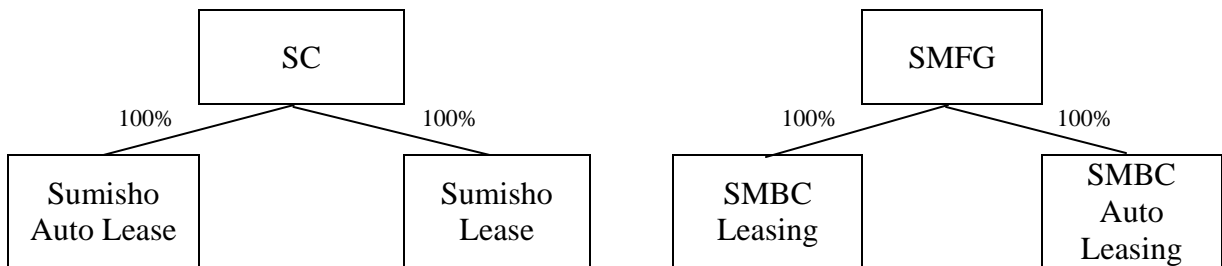 SC
SMFG
100%
100%
100%
100%
Sumisho
Auto Lease
Sumisho
Lease
SMBC
Leasing
SMBC
Auto
Leasing